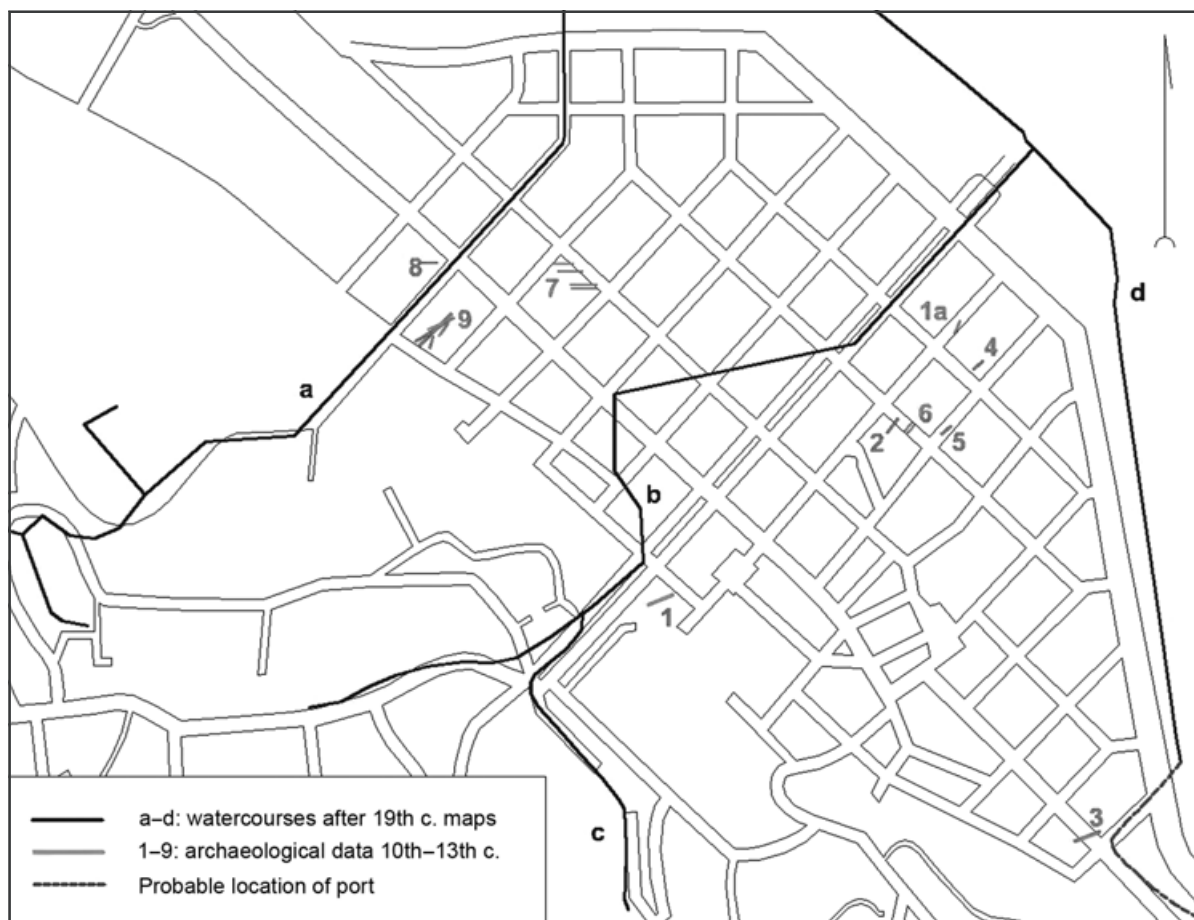 d
1a
8
7
9
4
a
6
2
5
b
1
3
c
a–d: watercourses after 19th c. maps
1–9: archaeological data 10th–13th c.
Probable location of port